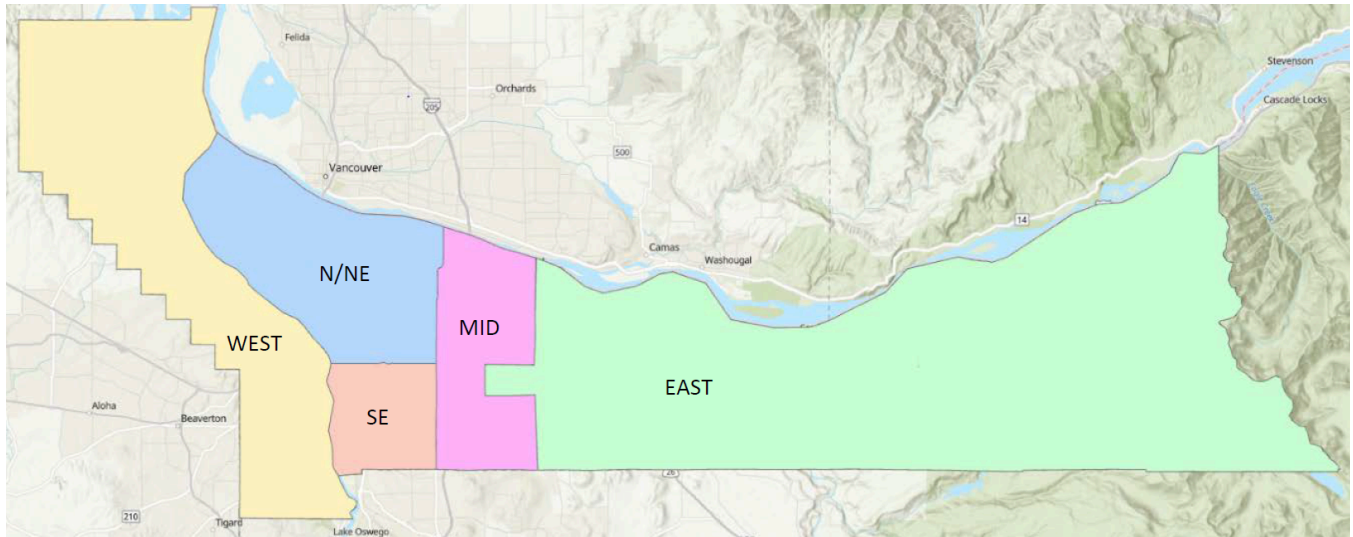 Felida
Stevenson
Orchards
205
Cascade Locks
500
Vancouver
14
Camas
Washougal
N/NE
MID
WEST
EAST
Aloha
Beaverton
SE
26
210
Tigard
Lake Oswego